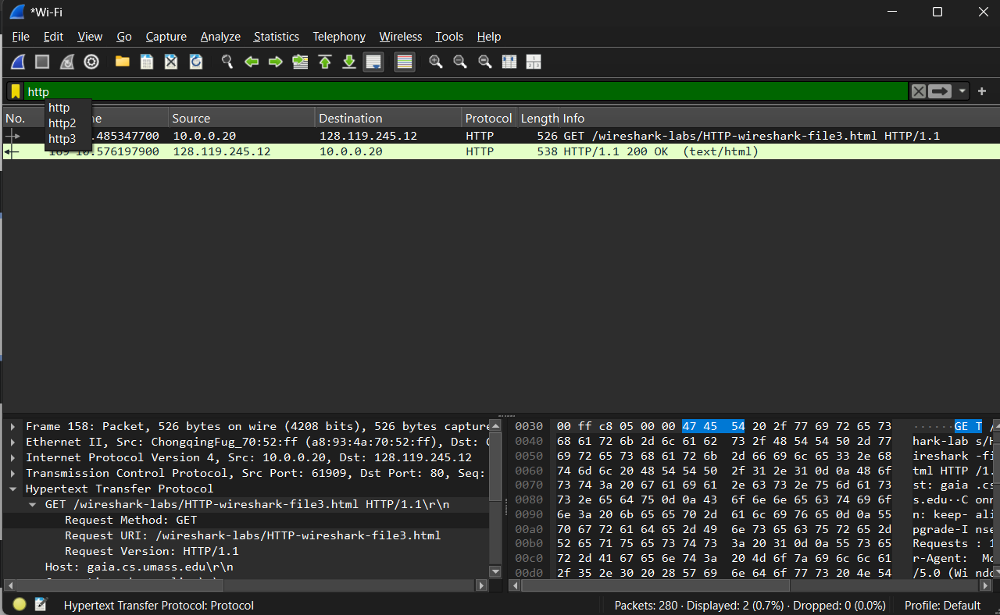 *Wi-Fi
File Edit View Go Capture Analyze Statistics Telephony Wireless Tools Help
http
http
http2
http3
No. Source Destination Protocol Length Info
.485347700 10.0.0.20 128.119.245.12 HTTP 526 GET /wireshark-labs/HTTP-wireshark-file3.html HTTP/1.1
169 10.576197900 128.119.245.12 10.0.0.20 HTTP 538 HTTP/1.1 200 OK (text/html)
Frame 158: Packet, 526 bytes on wire (4208 bits), 526 bytes capture
Ethernet II, Src: ChongqingFug_70:52:ff (a8:93:4a:70:52:ff), Dst:
Internet Protocol Version 4, Src: 10.0.0.20, Dst: 128.119.245.12
Transmission Control Protocol, Src Port: 61909, Dst Port: 80, Seq:
Hypertext Transfer Protocol
GET /wireshark-labs/HTTP-wireshark-file3.html HTTP/1.1\r\n
Request Method: GET
Request URI: /wireshark-labs/HTTP-wireshark-file3.html
Request Version: HTTP/1.1
Host: gaia.cs.umass.edu\r\n
0030 00 ff c8 05 00 00 47 45 54 20 2f 77 69 72 65 73 ······GE T /
0040 68 61 72 6b 2d 6c 61 62 73 2f 48 54 54 50 2d 77 hark-lab s/H
0050 69 72 65 73 68 61 72 6b 2d 66 69 6c 65 33 2e 68 ireshark -fi
0060 74 6d 6c 20 48 54 54 50 2f 31 2e 31 0d 0a 48 6f tml HTTP /1.
0070 73 74 3a 20 67 61 69 61 2e 63 73 2e 75 6d 61 73 st: gaia .cs
0080 73 2e 65 64 75 0d 0a 43 6f 6e 6e 65 63 74 69 6f s.edu··C onn
0090 6e 3a 20 6b 65 65 70 2d 61 6c 69 76 65 0d 0a 55 n: keep- ali
00a0 70 67 72 61 64 65 2d 49 6e 73 65 63 75 72 65 2d pgrade-I nse
00b0 52 65 71 75 65 73 74 73 3a 20 31 0d 0a 55 73 65 Requests : 1
00c0 72 2d 41 67 65 6e 74 3a 20 4d 6f 7a 69 6c 6c 61 r-Agent: Mo
00d0 2f 35 2e 30 20 28 57 69 6e 64 6f 77 73 20 4e 54 /5.0 (Wi ndo
Hypertext Transfer Protocol: Protocol
Packets: 280 · Displayed: 2 (0.7%) · Dropped: 0 (0.0%)
Profile: Default